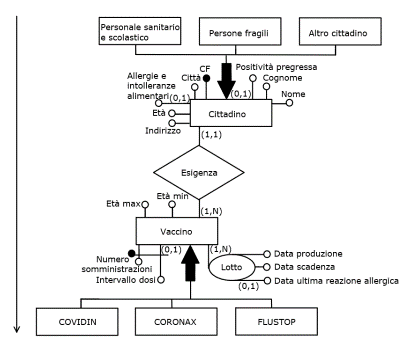 Personale sanitario
e scolastico
Persone fragili
Altro cittadino
Allergie e
intolleranze
alimentari
(0,1)
Città
CF
Positività pregressa
(0,1)
Cognome
Nome
Età
Indirizzo
Cittadino
(1,1)
Esigenza
Età max
Età min
(1,N)
Vaccino
(0,1)
(1,N)
Numero
somministrazioni
Intervallo dosi
Lotto
Data produzione
Data scadenza
Data ultima reazione allergica
(0,1)
COVIDIN
CORONAX
FLUSTOP